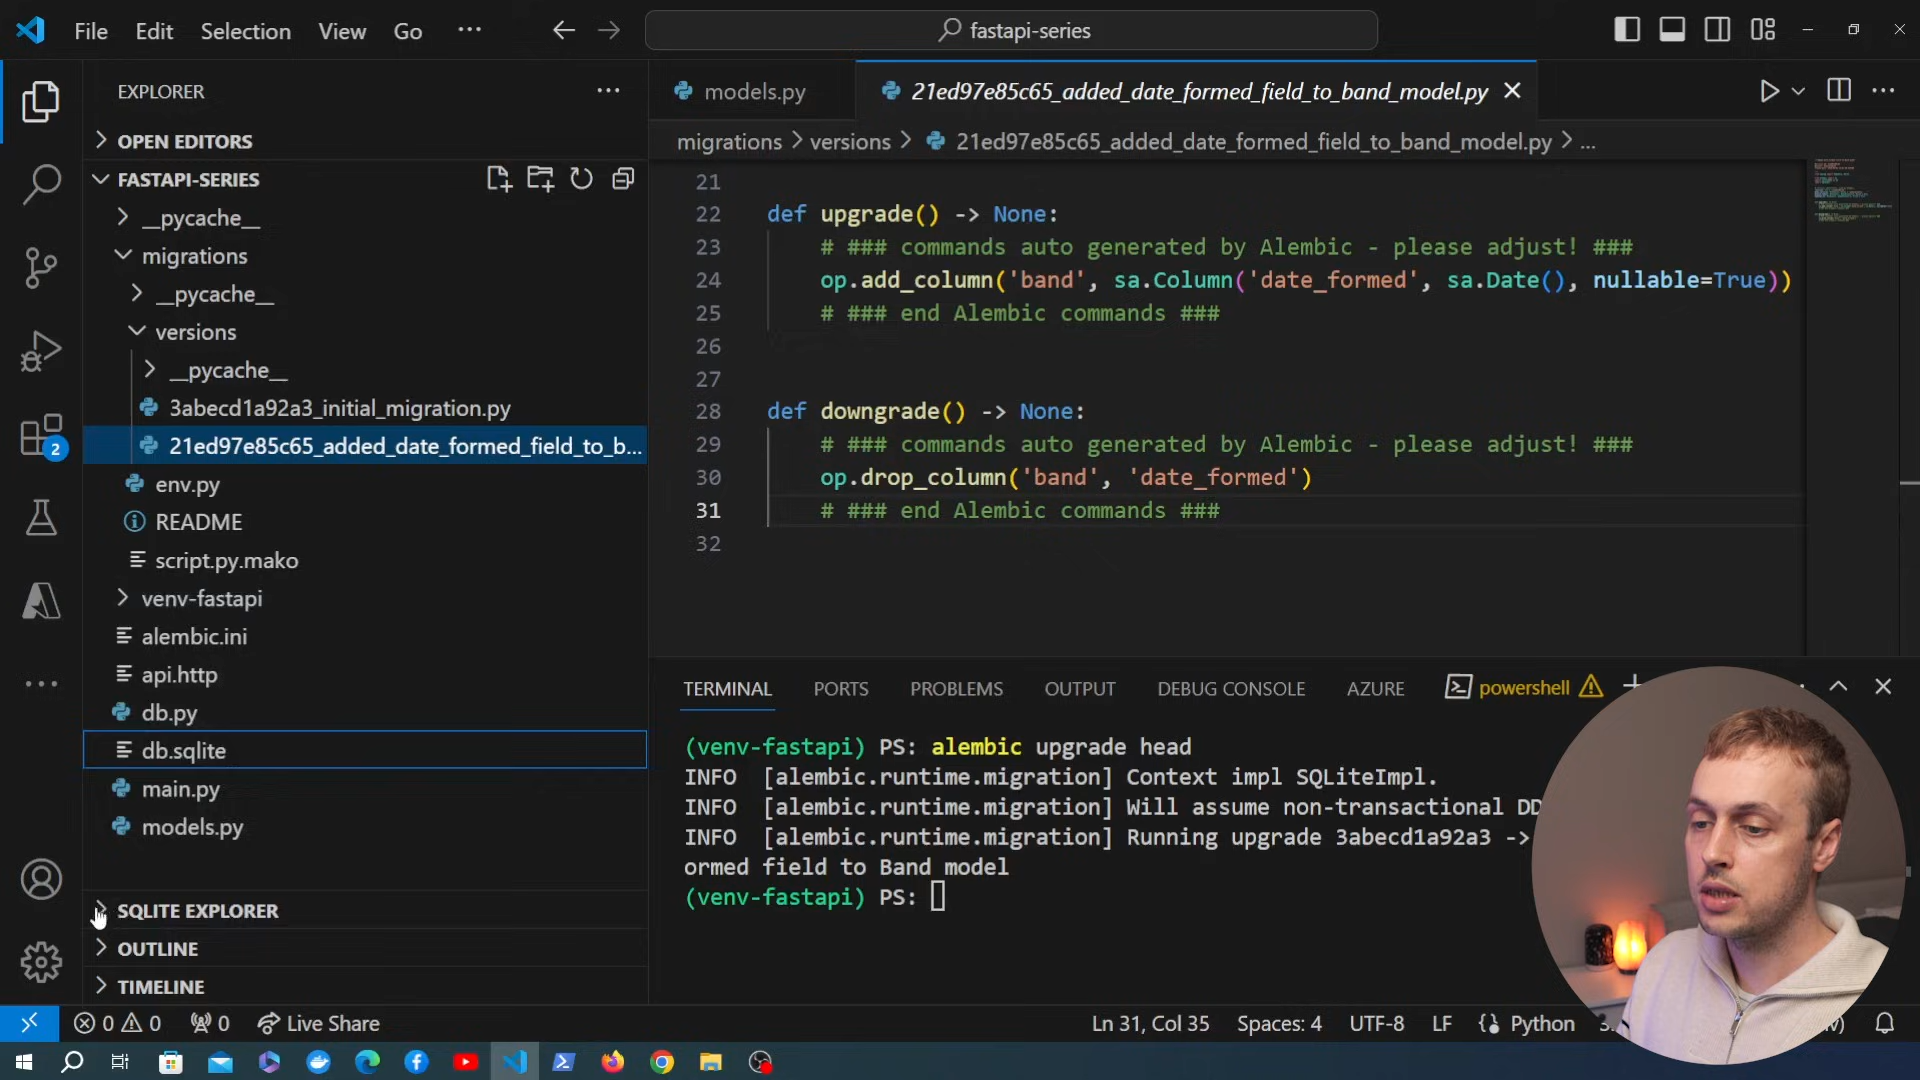 File Edit Selection View Go ···
fastapi-series
EXPLORER
OPEN EDITORS
FASTAPI-SERIES
__pycache__
migrations
__pycache__
versions
__pycache__
3abecd1a92a3_initial_migration.py
21ed97e85c65_added_date_formed_field_to_b...
env.py
README
script.py.mako
venv-fastapi
alembic.ini
api.http
db.py
db.sqlite
main.py
models.py
SQLITE EXPLORER
OUTLINE
TIMELINE
2
models.py 21ed97e85c65_added_date_formed_field_to_band_model.py
migrations > versions > 21ed97e85c65_added_date_formed_field_to_band_model.py > ...
21
22 def upgrade() -> None:
23 # ### commands auto generated by Alembic - please adjust! ###
24 op.add_column('band', sa.Column('date_formed', sa.Date(), nullable=True))
25 # ### end Alembic commands ###
26
27
28 def downgrade() -> None:
29 # ### commands auto generated by Alembic - please adjust! ###
30 op.drop_column('band', 'date_formed')
31 # ### end Alembic commands ###
32
TERMINAL PORTS PROBLEMS OUTPUT DEBUG CONSOLE AZURE powershell
(venv-fastapi) PS: alembic upgrade head
INFO [alembic.runtime.migration] Context impl SQLiteImpl.
INFO [alembic.runtime.migration] Will assume non-transactional DD
INFO [alembic.runtime.migration] Running upgrade 3abecd1a92a3 ->
ormed field to Band model
(venv-fastapi) PS:
0 0 0 Live Share Ln 31, Col 35 Spaces: 4 UTF-8 LF Python